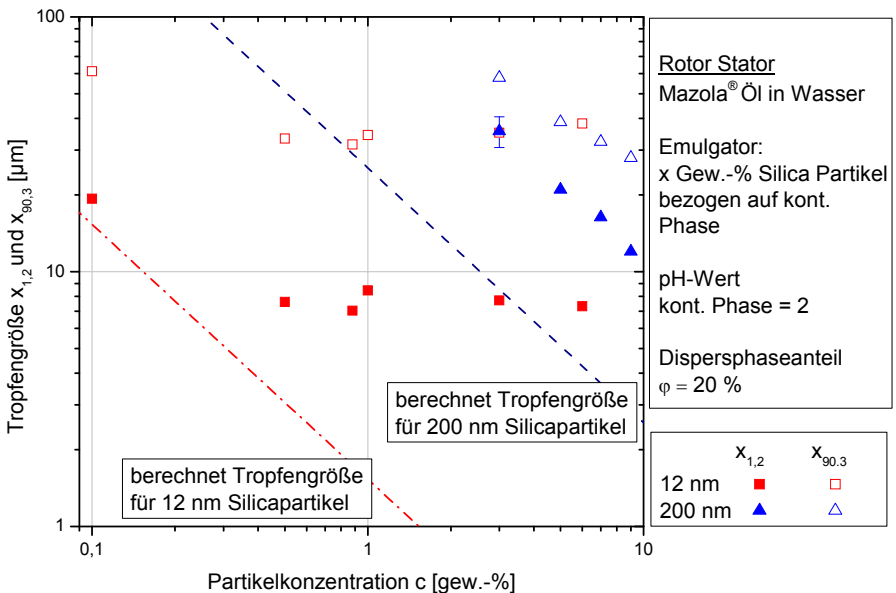 Tropfengröße x1,2 und x90,3 [µm]
100
10
1
0,1
1
10
Partikelkonzentration c [gew.-%]
berechnet Tropfengröße
für 200 nm Silicapartikel
berechnet Tropfengröße
für 12 nm Silicapartikel
Rotor Stator
Mazola® Öl in Wasser
Emulgator:
x Gew.-% Silica Partikel
bezogen auf kont.
Phase
pH-Wert
kont. Phase = 2
Dispersphaseanteil
φ = 20 %
x1,2 x90.3
12 nm
200 nm